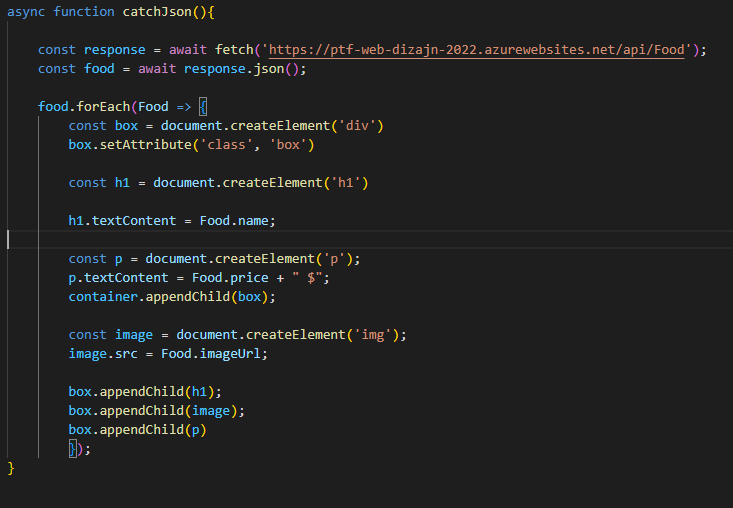 async function catchJson(){
const response = await fetch('https://ptf-web-dizajn-2022.azurewebsites.net/api/Food');
const food = await response.json();
food.forEach(Food => {
const box = document.createElement('div')
box.setAttribute('class', 'box')
const h1 = document.createElement('h1')
h1.textContent = Food.name;
const p = document.createElement('p');
p.textContent = Food.price + " $";
container.appendChild(box);
const image = document.createElement('img');
image.src = Food.imageUrl;
box.appendChild(h1);
box.appendChild(image);
box.appendChild(p)
});
}